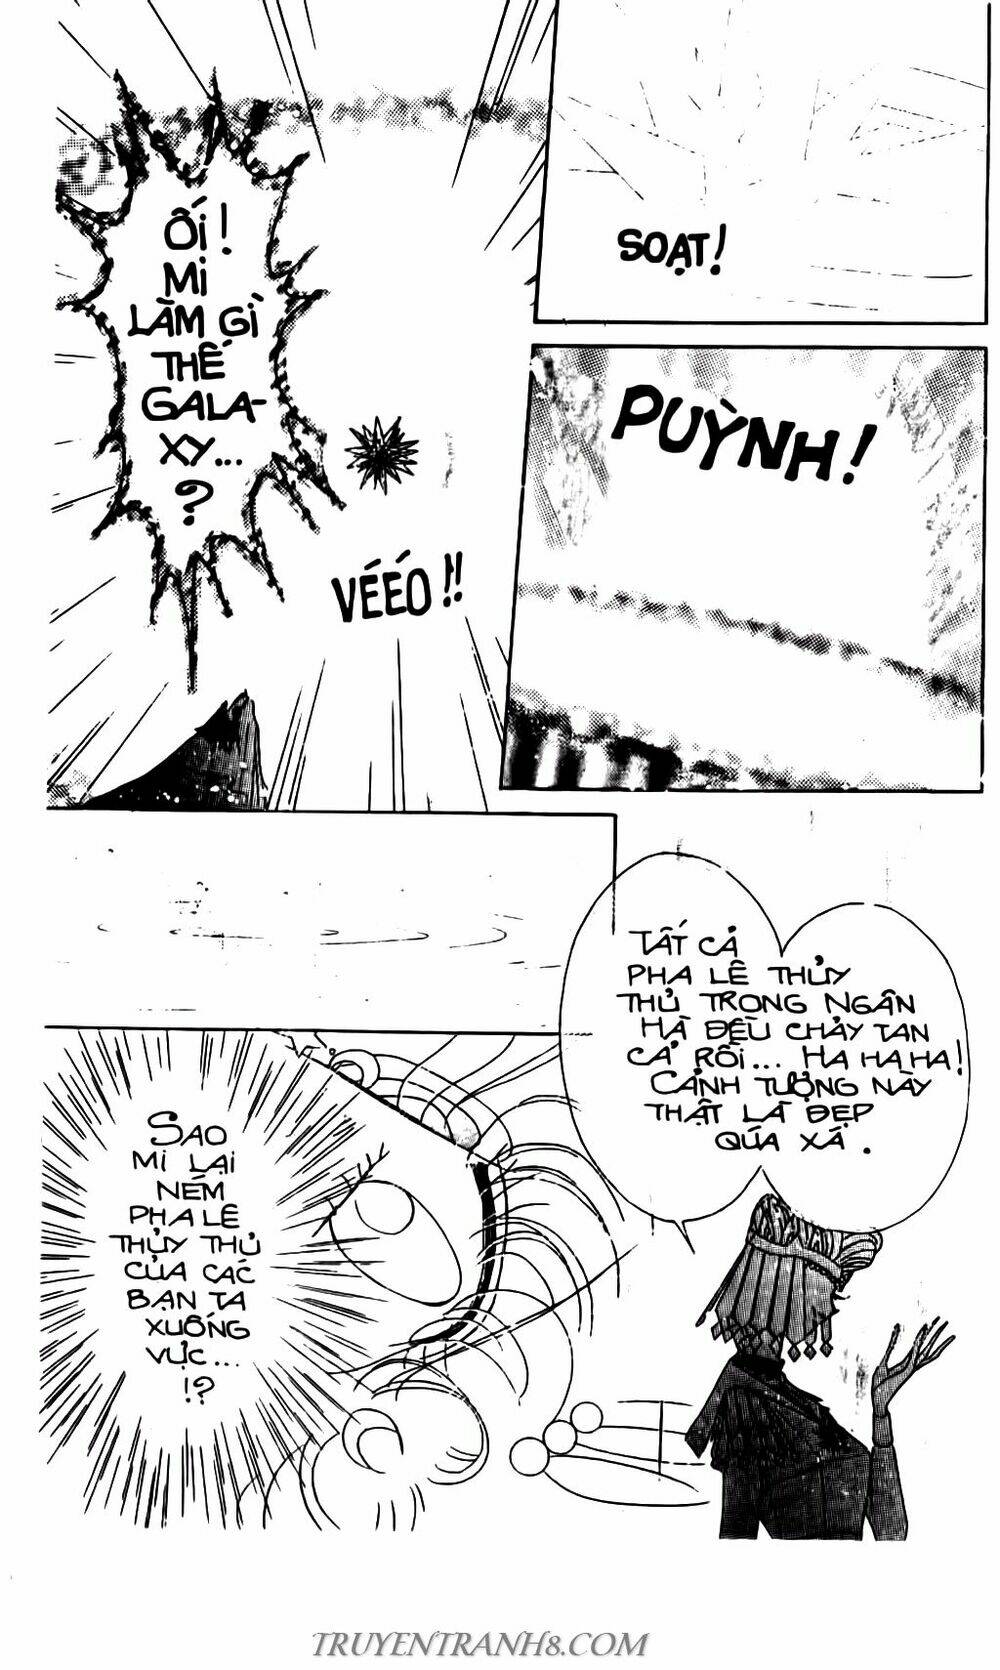 ỐI!
MI
LÀM GÌ
THẾ
GALA-
XY...
?
SOẠT!
PUỲNH!
VÉÉO!!
TẤT CẢ
PHA LÊ THỦY
THỦ TRONG NGÂN
HÀ ĐỀU CHẢY TAN
CẢ RỒI... HA HA HA!
CẢNH TƯỢNG NÀY
THẬT LÀ ĐẸP
QÚA XÁ.
SAO
MI LẠI
NÉM
PHA LÊ
THỦY THỦ
CỦA CÁC
BẠN TA
XUỐNG
VỰC...
!?
TRUYENTRANH8.COM